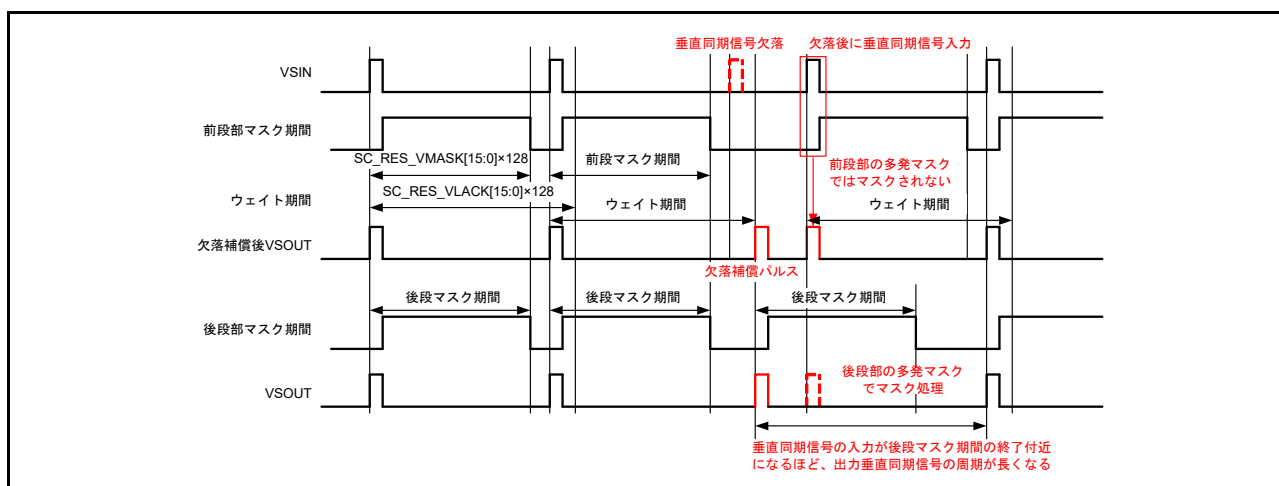 垂直同期信号欠落
欠落後に垂直同期信号入力
VSIN
前段部マスク期間
SC_RES_VMASK[15:0]×128
前段マスク期間
前段部の多発マスク
ではマスクされない
SC_RES_VLACK[15:0]×128
ウェイト期間
ウェイト期間
ウェイト期間
欠落補償後VSOUT
欠落補償パルス
後段マスク期間
後段マスク期間
後段マスク期間
後段部マスク期間
後段部の多発マスク
でマスク処理
VSOUT
垂直同期信号の入力が後段マスク期間の終了付近
になるほど、出力垂直同期信号の周期が長くなる